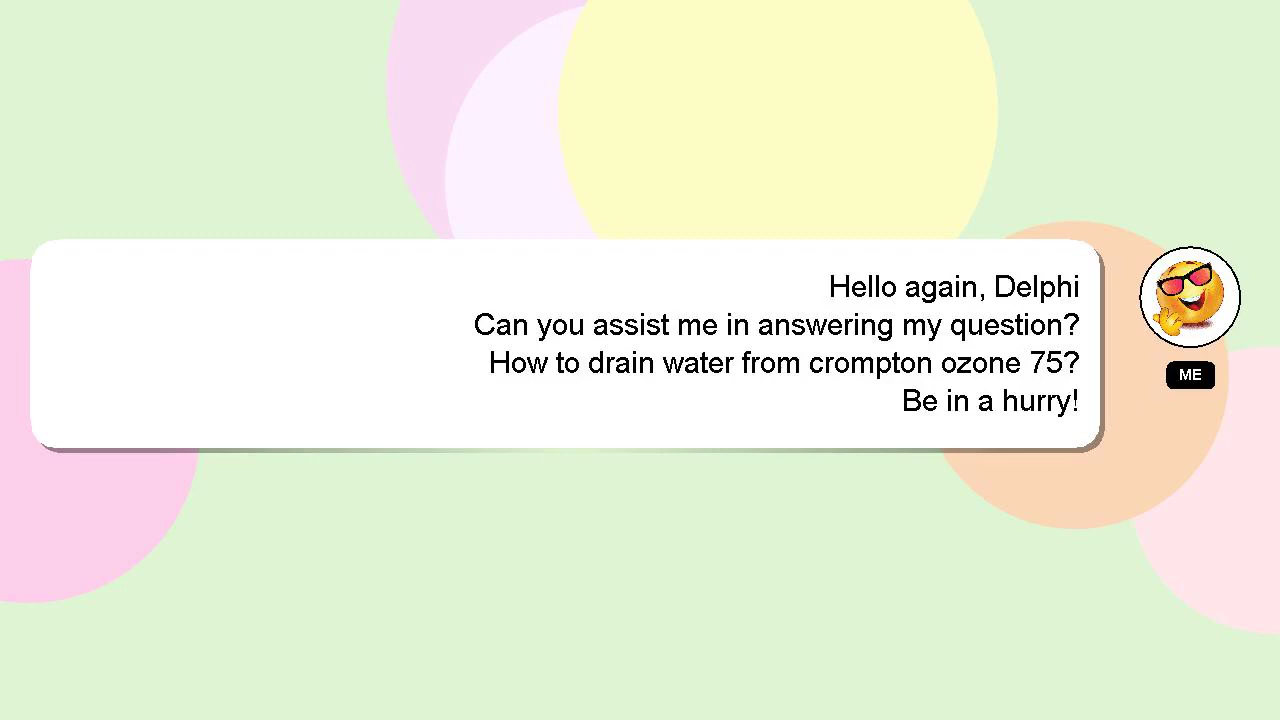 Hello again, Delphi
Can you assist me in answering my question?
How to drain water from crompton ozone 75?
Be in a hurry!
ME